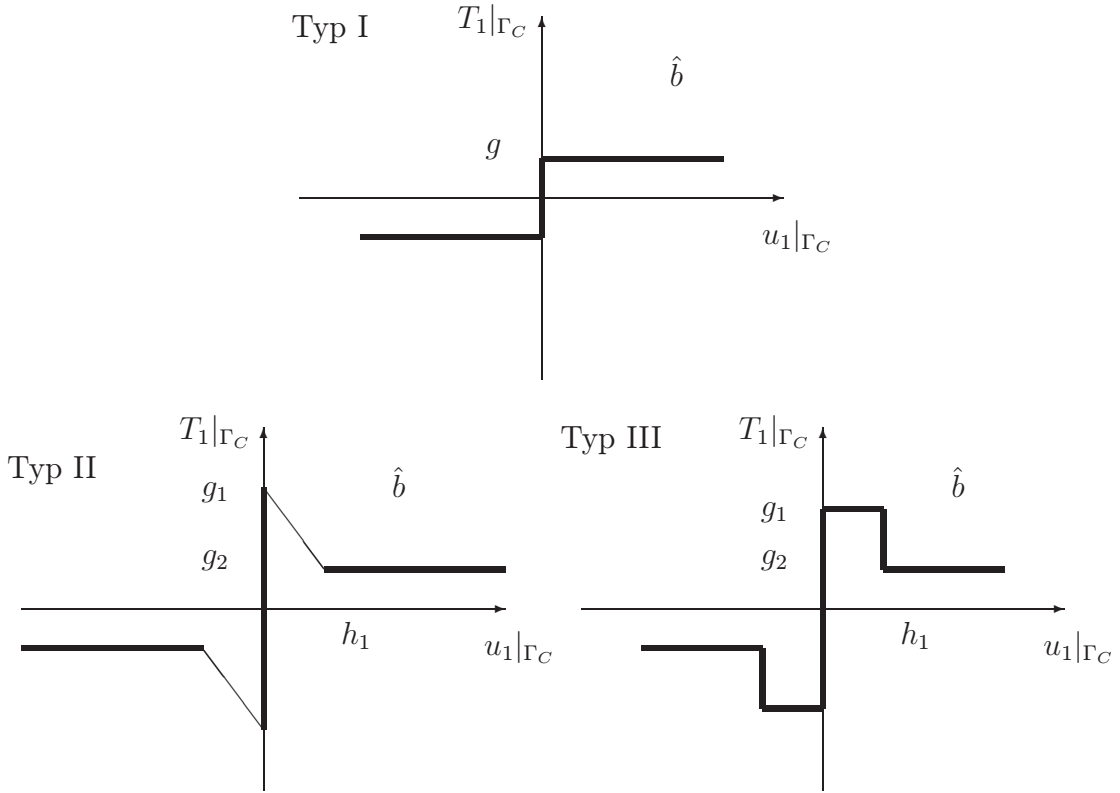 Typ I
T₁|Γ_C
b̂
g
u₁|Γ_C
Typ II
T₁|Γ_C
b̂
g₁
g₂
h₁
u₁|Γ_C
Typ III
T₁|Γ_C
b̂
g₁
g₂
h₁
u₁|Γ_C